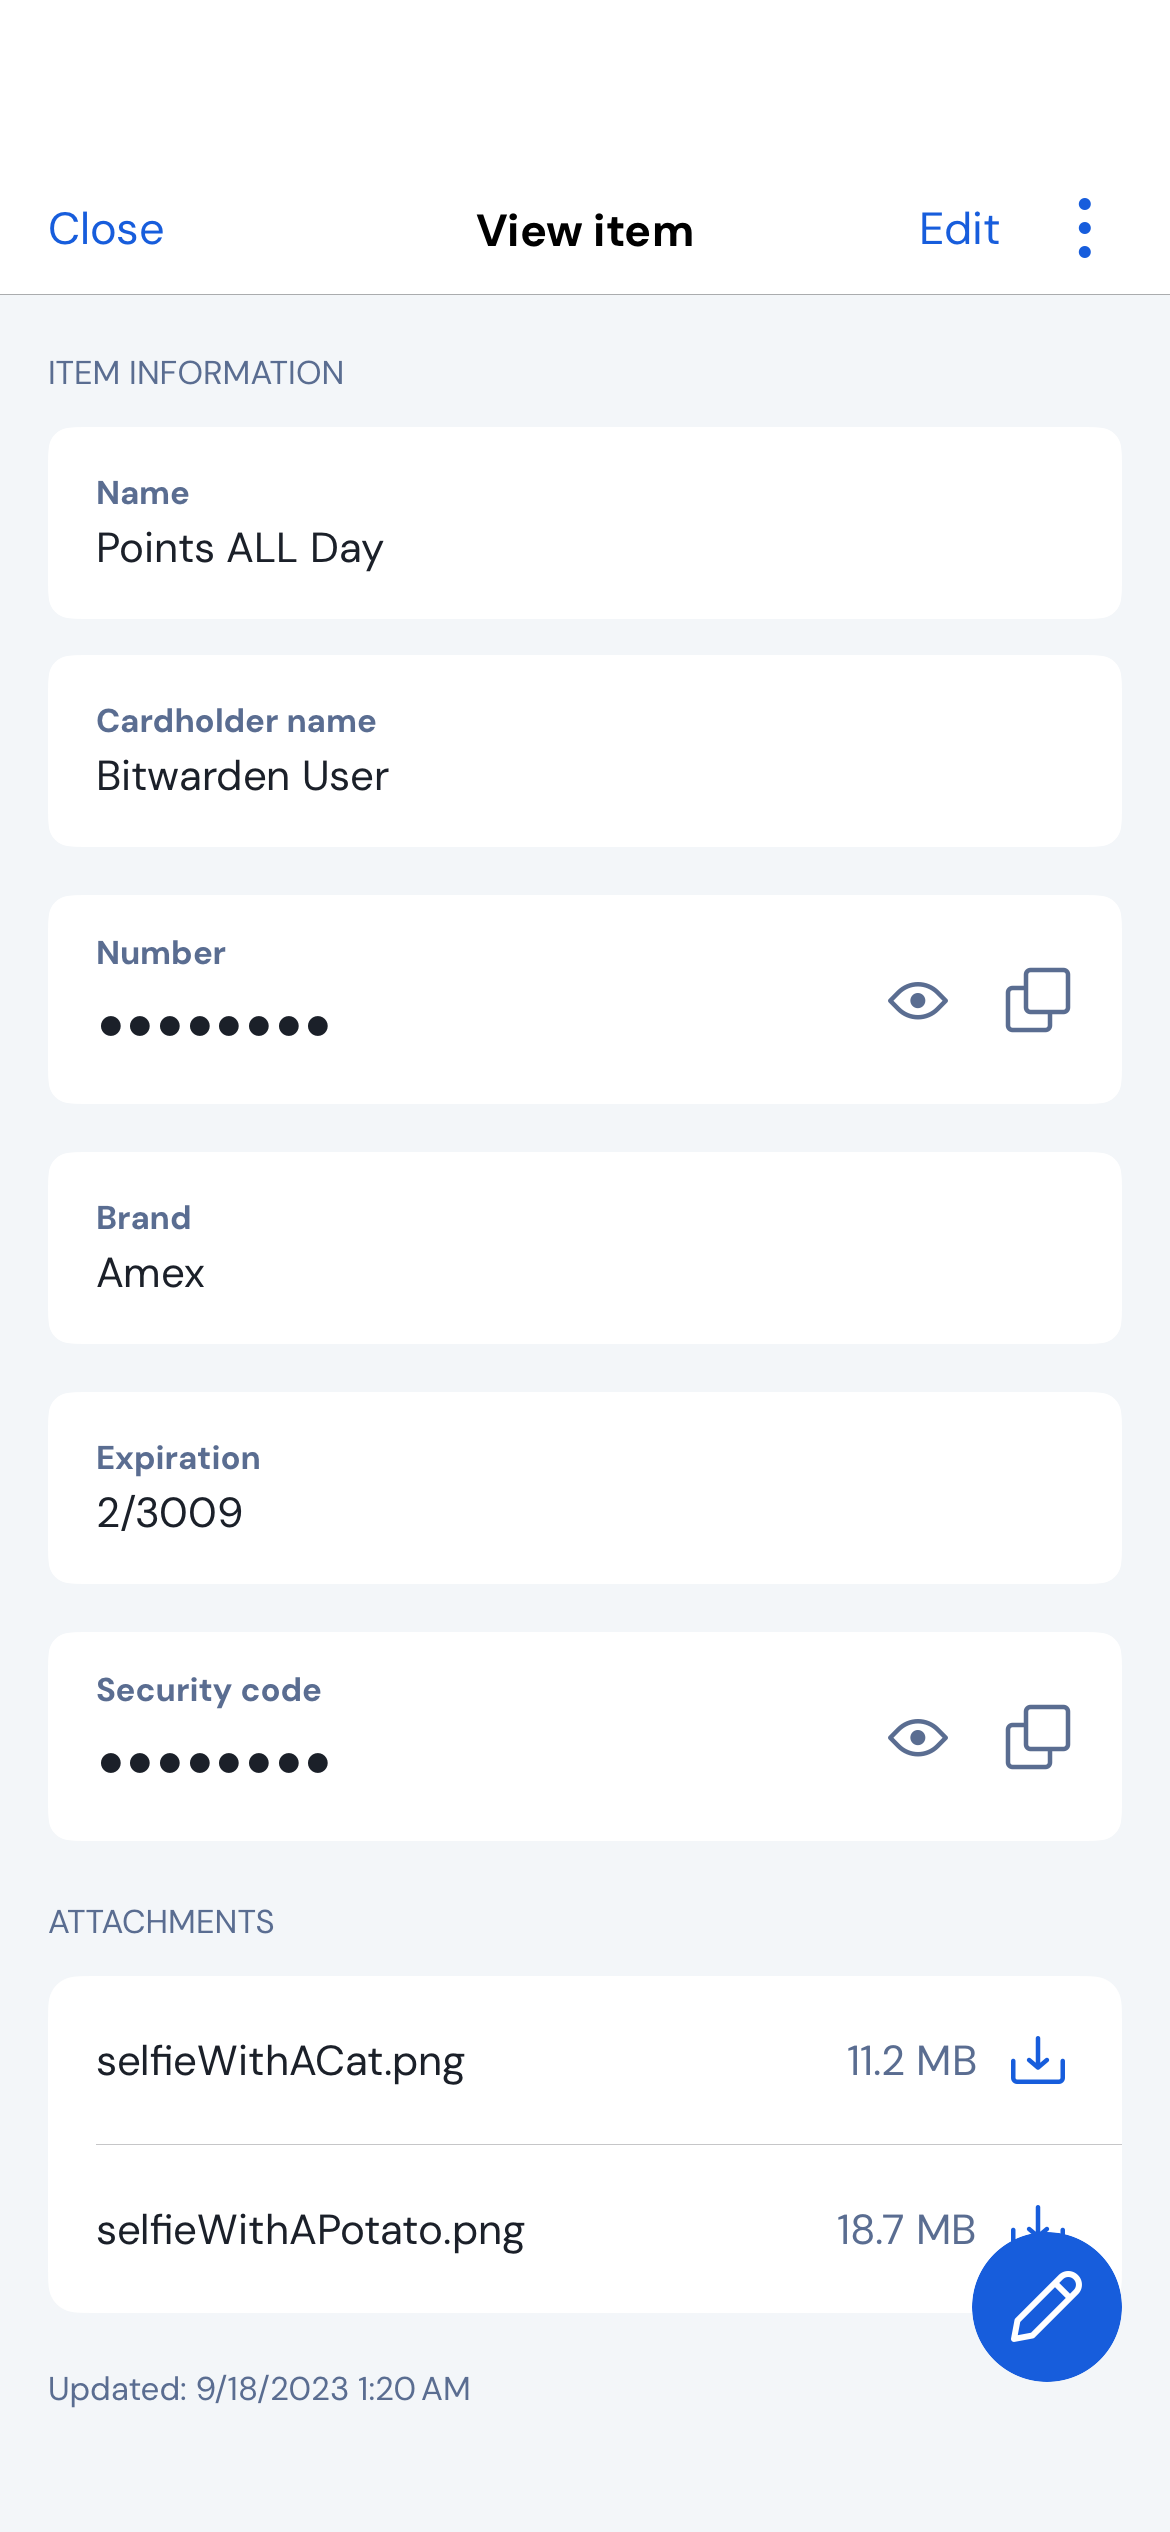 Close
View item
Edit
ITEM INFORMATION
Name
Points ALL Day
Cardholder name
Bitwarden User
Number
●●●●●●●●
Brand
Amex
Expiration
2/3009
Security code
●●●●●●●●
ATTACHMENTS
selfieWithACat.png
11.2 MB
selfieWithAPotato.png
18.7 MB
Updated: 9/18/2023 1:20 AM